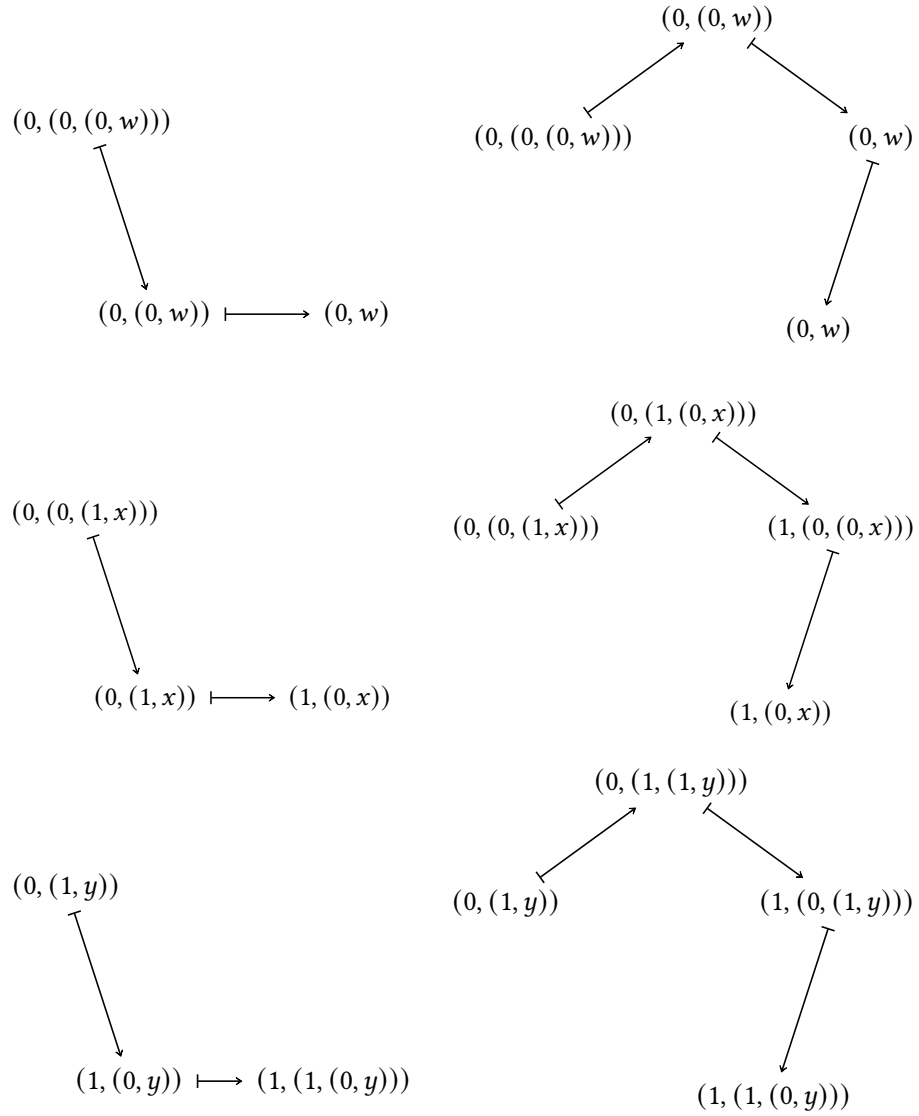 (0, (0, w))
(0, (0, (0, w)))
(0, (0, (0, w)))
(0, w)
(0, (0, w))
(0, w)
(0, w)
(0, (1, (0, x)))
(0, (0, (1, x)))
(0, (0, (1, x)))
(1, (0, (0, x)))
(0, (1, x))
(1, (0, x))
(1, (0, x))
(0, (1, (1, y)))
(0, (1, y))
(0, (1, y))
(1, (0, (1, y)))
(1, (0, y))
(1, (1, (0, y)))
(1, (1, (0, y)))